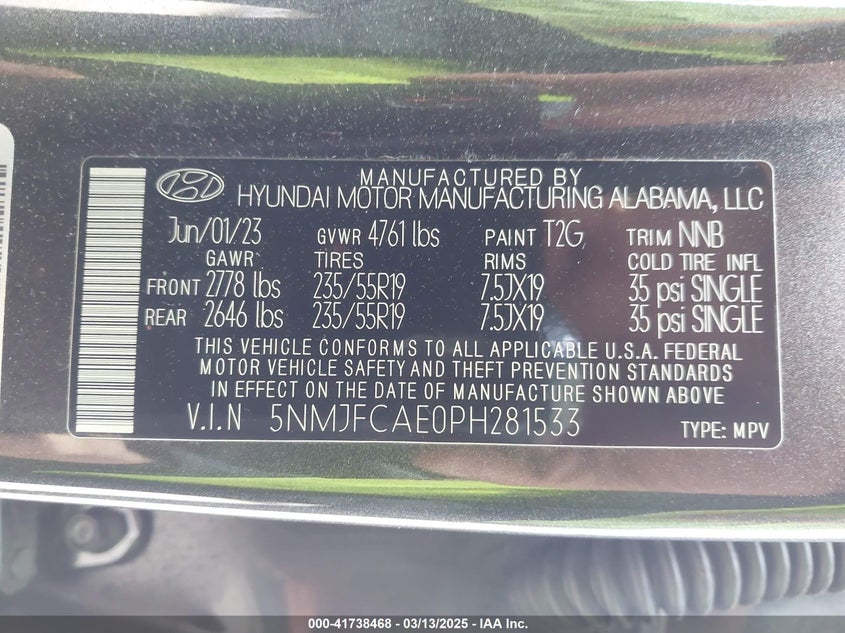 MANUFACTURED BY
HYUNDAI MOTOR MANUFACTURING ALABAMA, LLC
Jun/01/23 GVWR 4761 lbs PAINT T2G TRIM NNB
GAWR TIRES RIMS COLD TIRE INFL
FRONT 2778 lbs 235/55R19 7.5JX19 35 psi SINGLE
REAR 2646 lbs 235/55R19 7.5JX19 35 psi SINGLE
THIS VEHICLE CONFORMS TO ALL APPLICABLE U.S.A. FEDERAL
MOTOR VEHICLE SAFETY AND THEFT PREVENTION STANDARDS
IN EFFECT ON THE DATE OF MANUFACTURE SHOWN ABOVE
V.I.N 5NMJFCAE0PH281533 TYPE: MPV
000-41738468 - 03/13/2025 - IAA Inc.